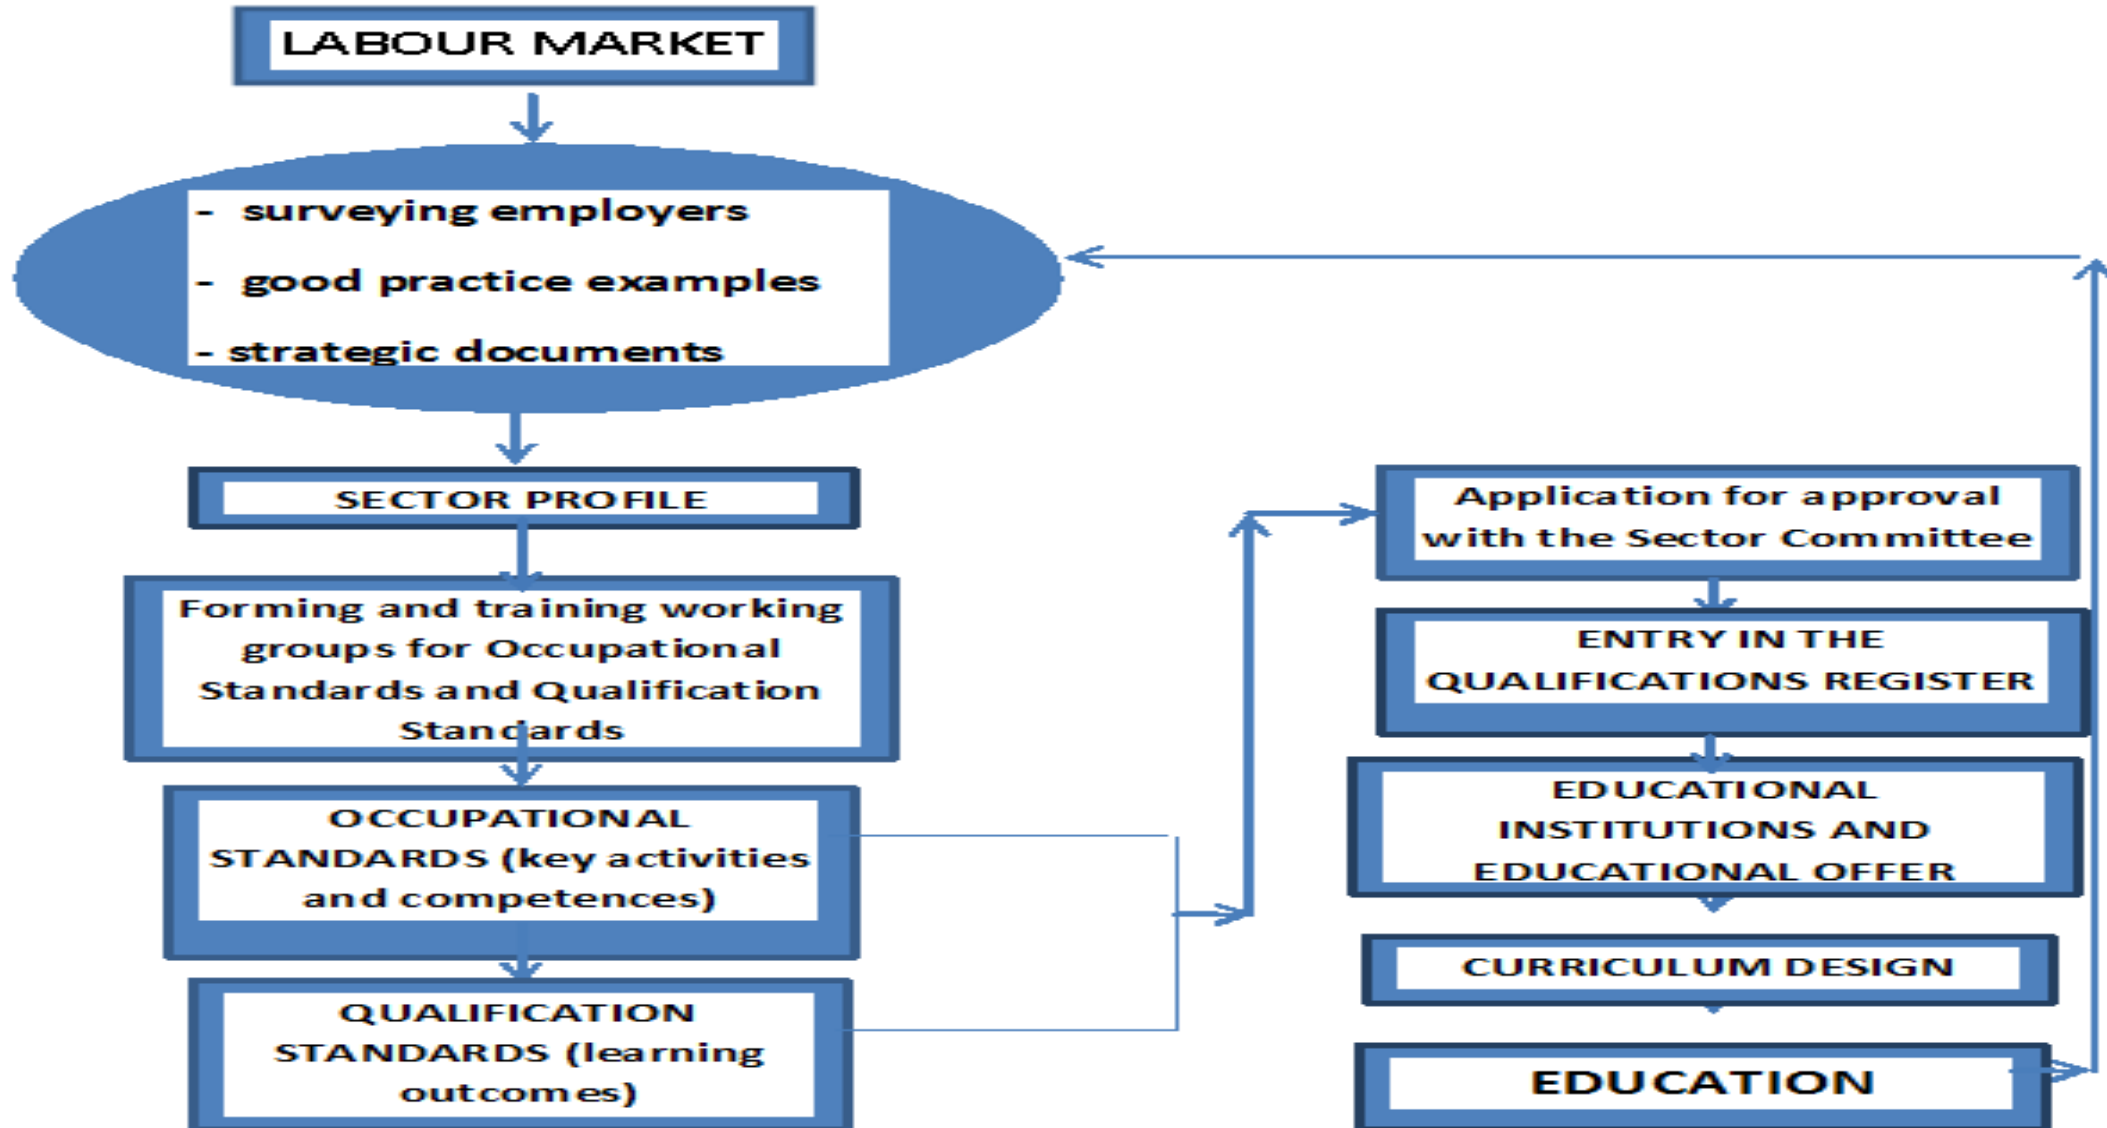 LABOUR MARKET
- surveying employers
- good practice examples
- strategic documents
SECTOR PROFILE
Forming and training working
groups for Occupational
Standards and Qualification
Standards
OCCUPATIONAL
STANDARDS (key activities
and competences)
QUALIFICATION
STANDARDS (learning
outcomes)
Application for approval
with the Sector Committee
ENTRY IN THE
QUALIFICATIONS REGISTER
EDUCATIONAL
INSTITUTIONS AND
EDUCATIONAL OFFER
CURRICULUM DESIGN
EDUCATION